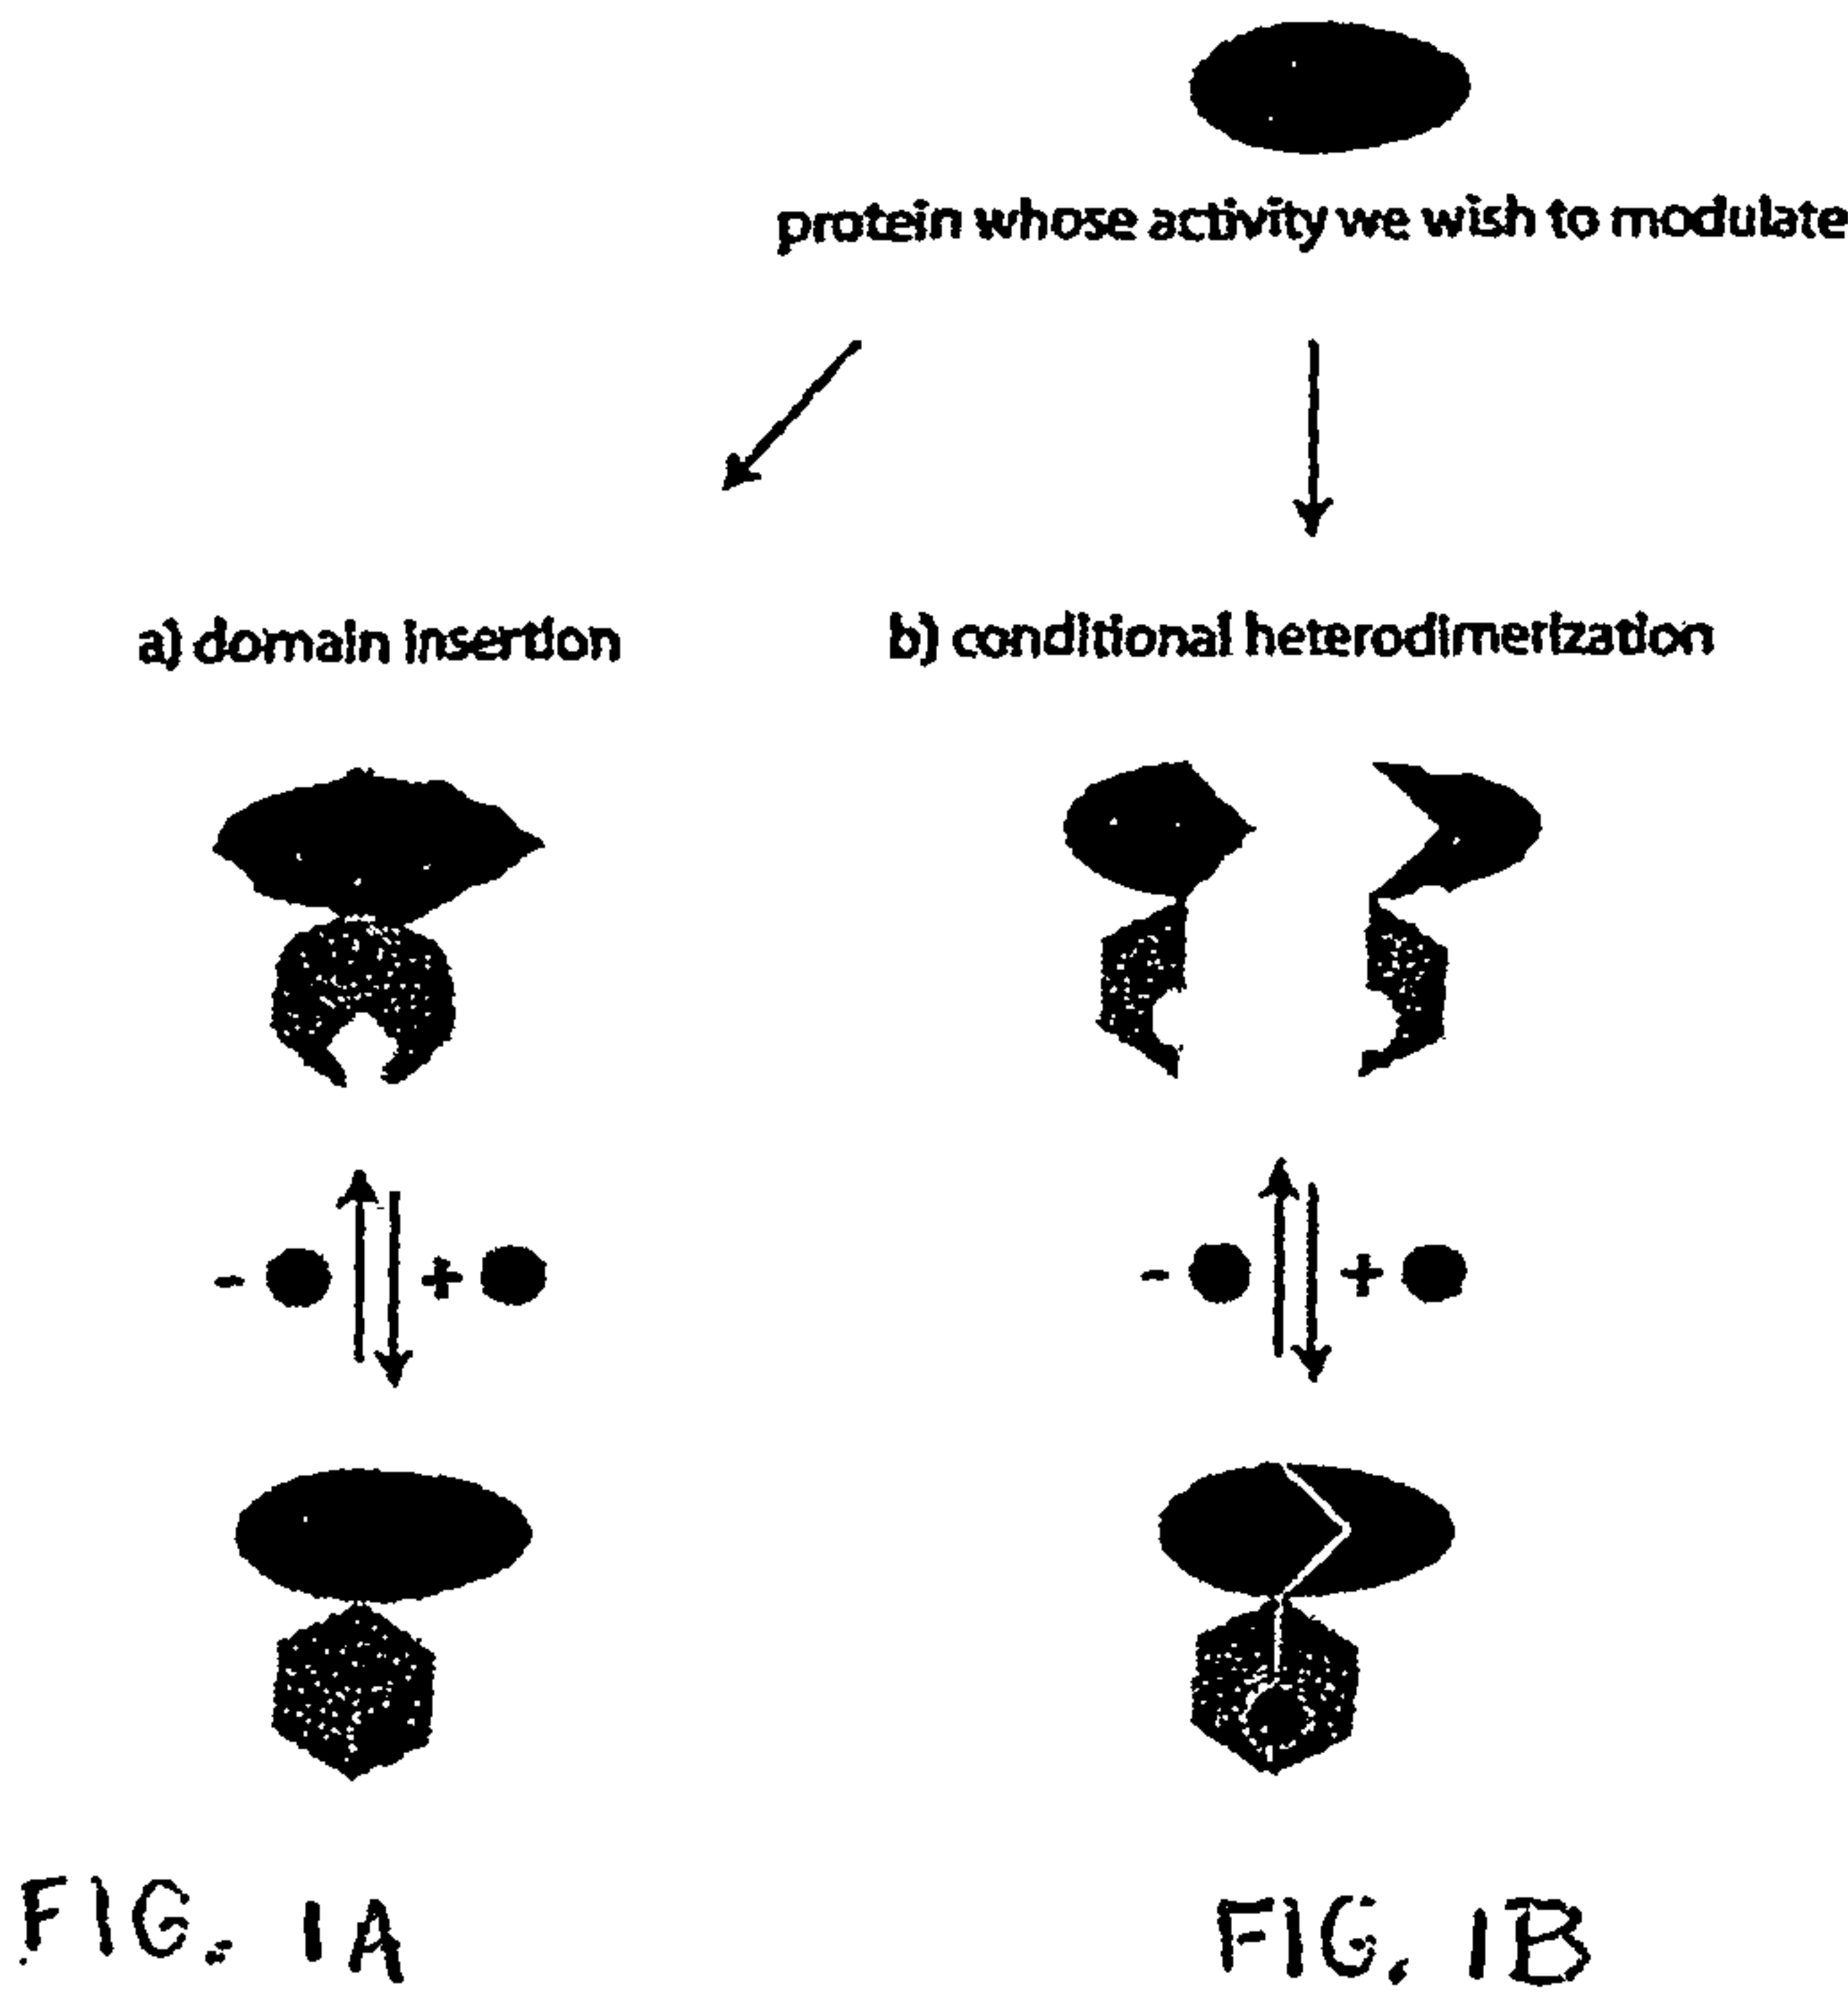 protein whose activity we wish to modulate
a) domain insertion
b) conditional heterodimerization
- +
- +
FIG. 1A
FIG. 1B